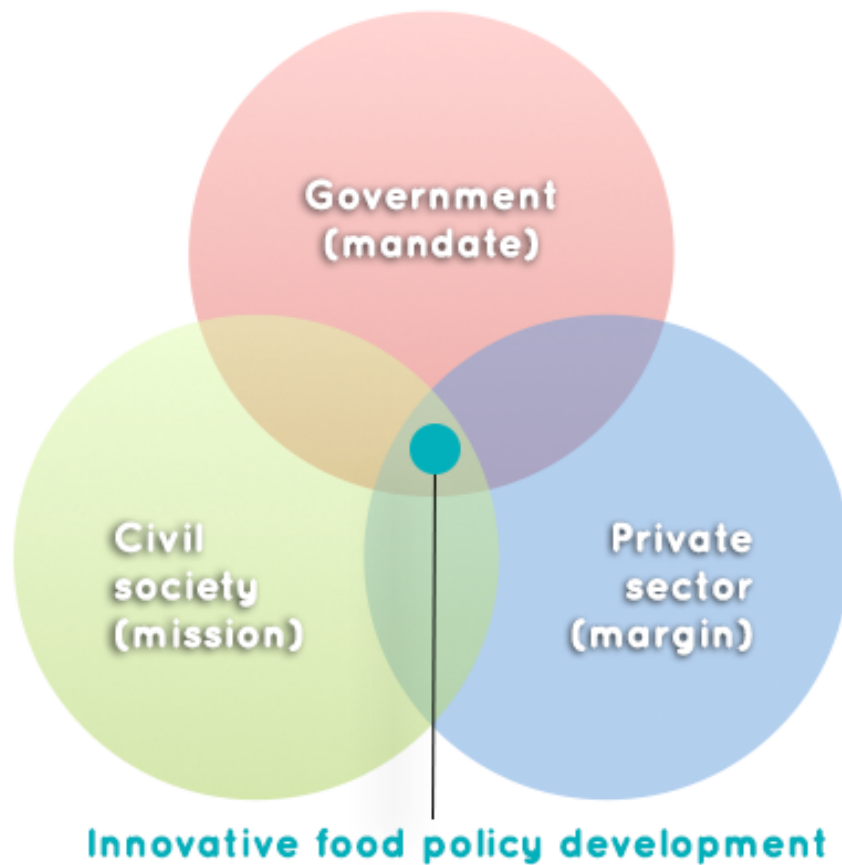 Government
(mandate)
Civil
society
(mission)
Private
sector
(margin)
Innovative food policy development